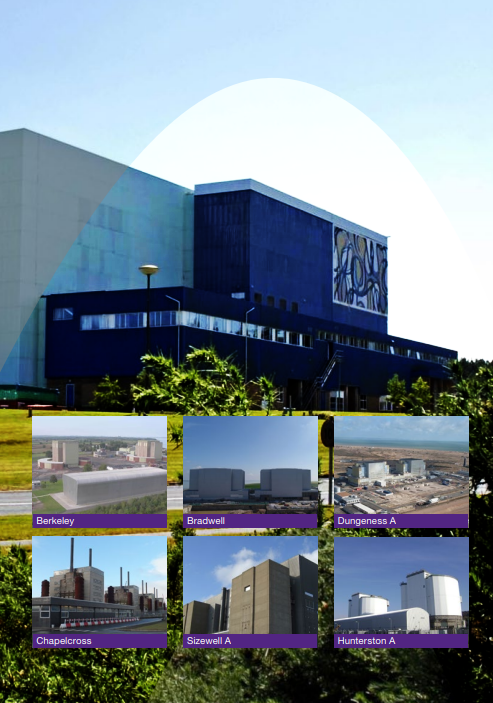 Berkeley
Bradwell
Dungeness A
Chapelcross
Sizewell A
Hunterston A